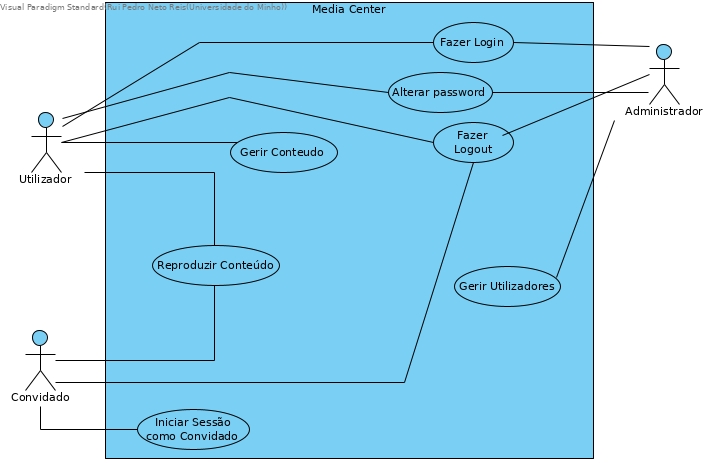 Visual Paradigm Standard(Rui Pedro Neto Reis(Universidade do Minho))
Media Center
Fazer Login
Alterar password
Administrador
Fazer
Logout
Gerir Conteudo
Utilizador
Reproduzir Conteúdo
Gerir Utilizadores
Convidado
Iniciar Sessão
como Convidado